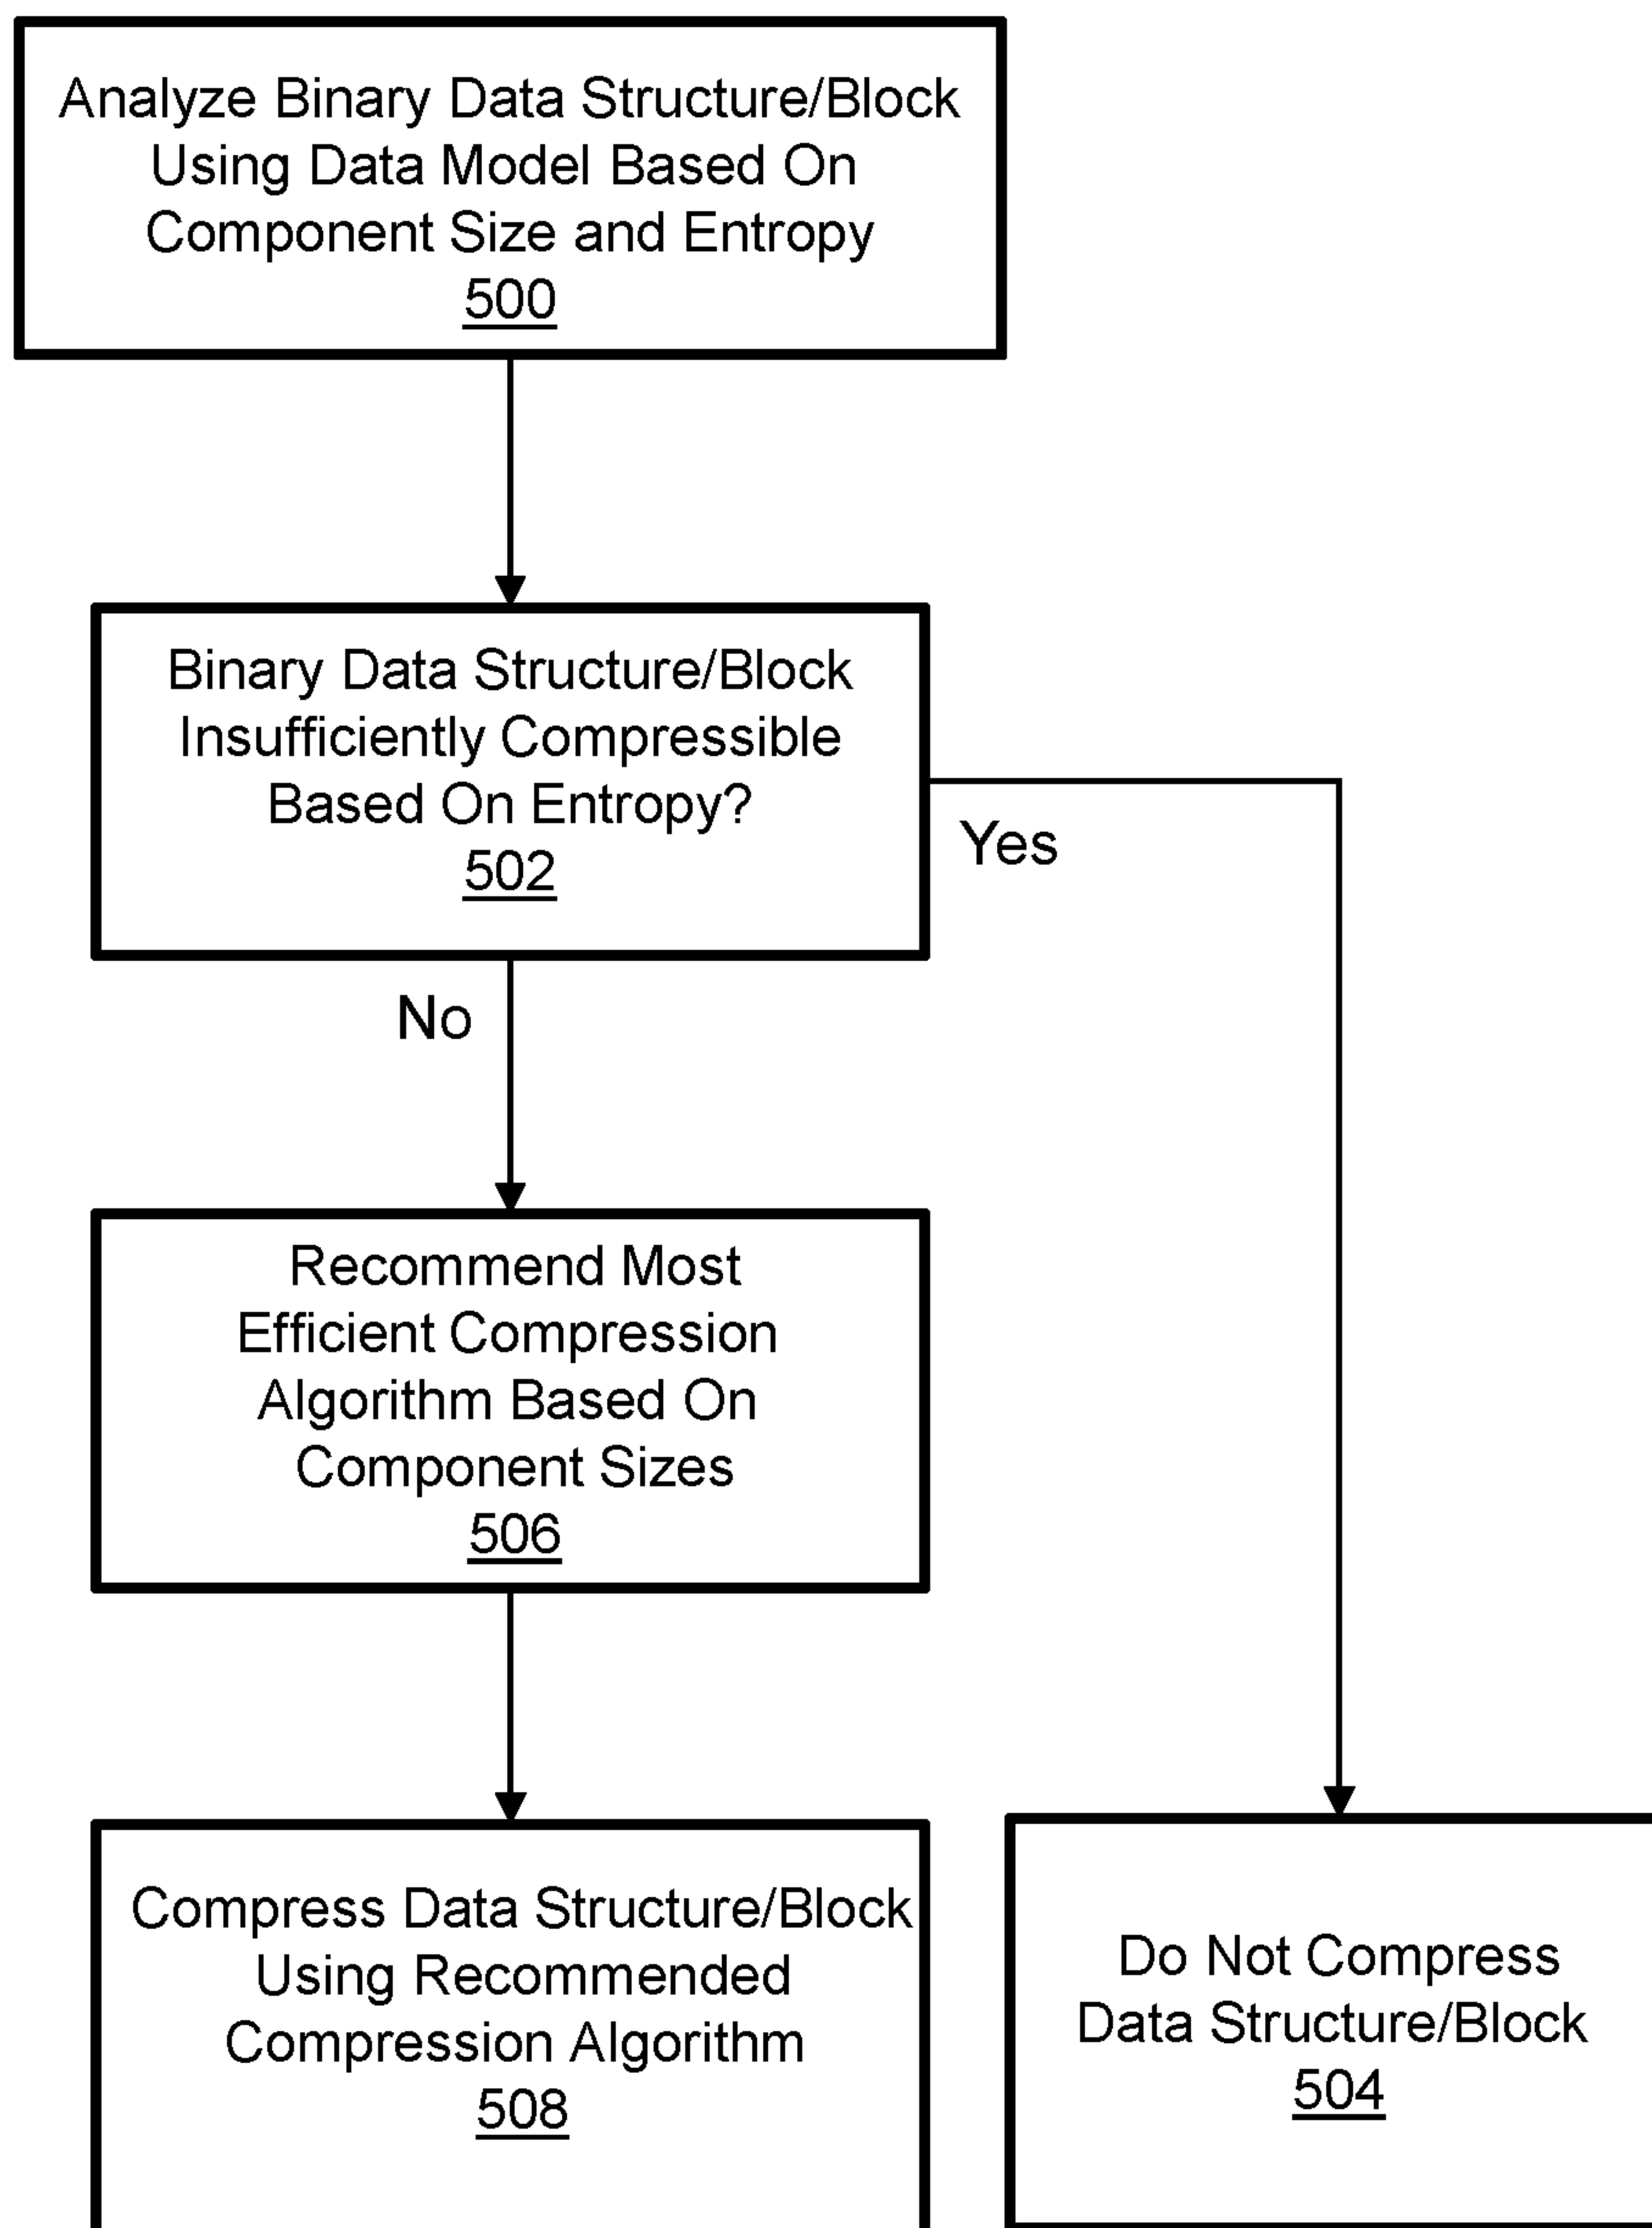 Analyze Binary Data Structure/Block
Using Data Model Based On
Component Size and Entropy
500
Binary Data Structure/Block
Insufficiently Compressible
Based On Entropy?
502
Yes
No
Recommend Most
Efficient Compression
Algorithm Based On
Component Sizes
506
Compress Data Structure/Block
Using Recommended
Compression Algorithm
508
Do Not Compress
Data Structure/Block
504